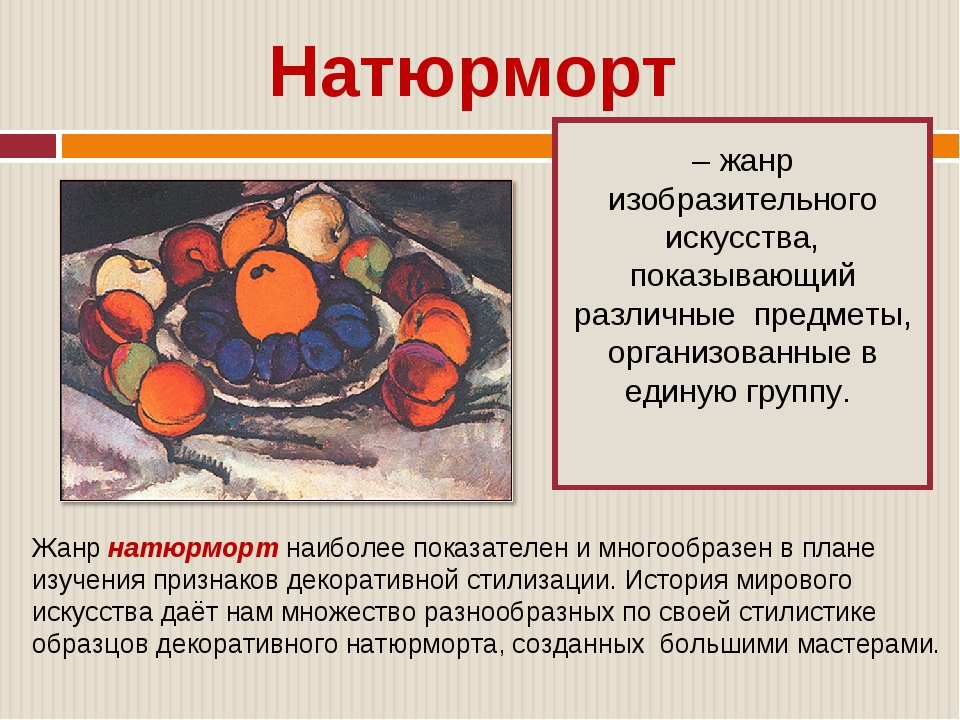 Натюрморт
– жанр
изобразительного
искусства,
показывающий
различные  предметы,
организованные в
единую группу.
Жанр натюрморт наиболее показателен и многообразен в плане
изучения признаков декоративной стилизации. История мирового
искусства даёт нам множество разнообразных по своей стилистике
образцов декоративного натюрморта, созданных  большими мастерами.